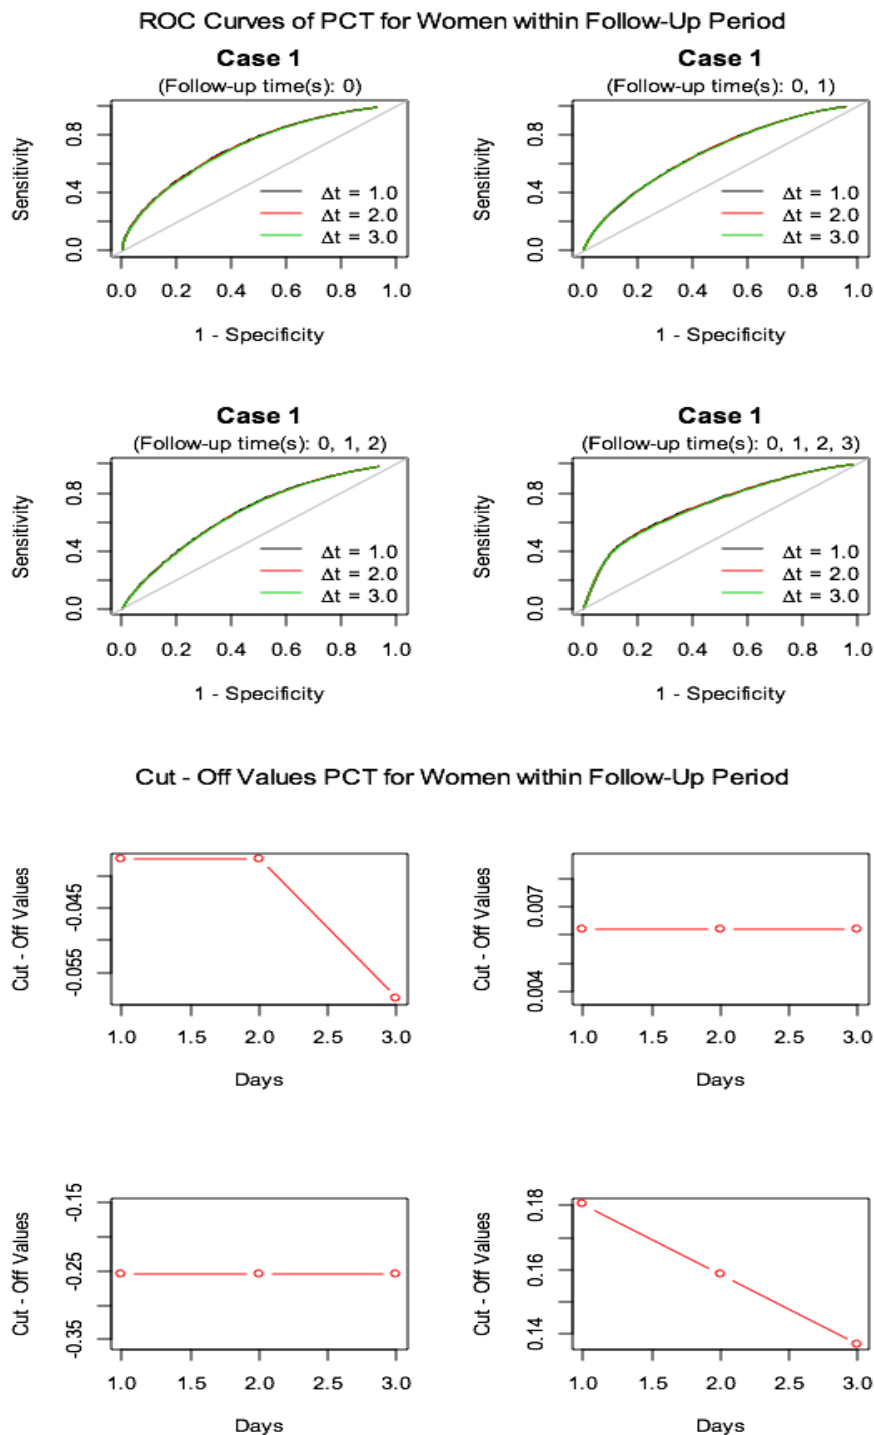 ROC Curves of PCT for Women within Follow-Up Period
Case 1
(Follow-up time(s): 0)
Sensitivity
0.0 0.4 0.8
Δt = 1.0
Δt = 2.0
Δt = 3.0
0.0 0.2 0.4 0.6 0.8 1.0
1 - Specificity
Case 1
(Follow-up time(s): 0, 1)
Sensitivity
0.0 0.4 0.8
Δt = 1.0
Δt = 2.0
Δt = 3.0
0.0 0.2 0.4 0.6 0.8 1.0
1 - Specificity
Case 1
(Follow-up time(s): 0, 1, 2)
Sensitivity
0.0 0.4 0.8
Δt = 1.0
Δt = 2.0
Δt = 3.0
0.0 0.2 0.4 0.6 0.8 1.0
1 - Specificity
Case 1
(Follow-up time(s): 0, 1, 2, 3)
Sensitivity
0.0 0.4 0.8
Δt = 1.0
Δt = 2.0
Δt = 3.0
0.0 0.2 0.4 0.6 0.8 1.0
1 - Specificity
Cut - Off Values PCT for Women within Follow-Up Period
Cut - Off Values
-0.055 -0.045
1.0 1.5 2.0 2.5 3.0
Days
Cut - Off Values
0.004 0.007
1.0 1.5 2.0 2.5 3.0
Days
Cut - Off Values
-0.35 -0.25 -0.15
1.0 1.5 2.0 2.5 3.0
Days
Cut - Off Values
0.14 0.16 0.18
1.0 1.5 2.0 2.5 3.0
Days